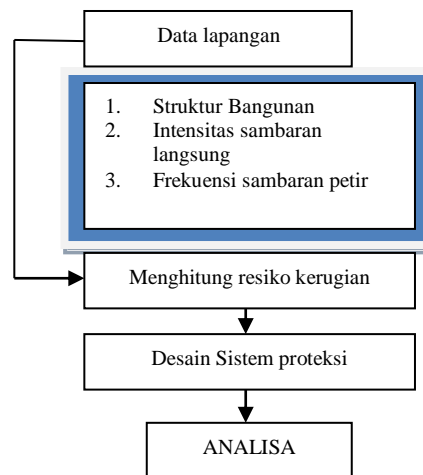 Data lapangan
1. Struktur Bangunan
2. Intensitas sambaran
langsung
3. Frekuensi sambaran petir
Menghitung resiko kerugian
Desain Sistem proteksi
ANALISA